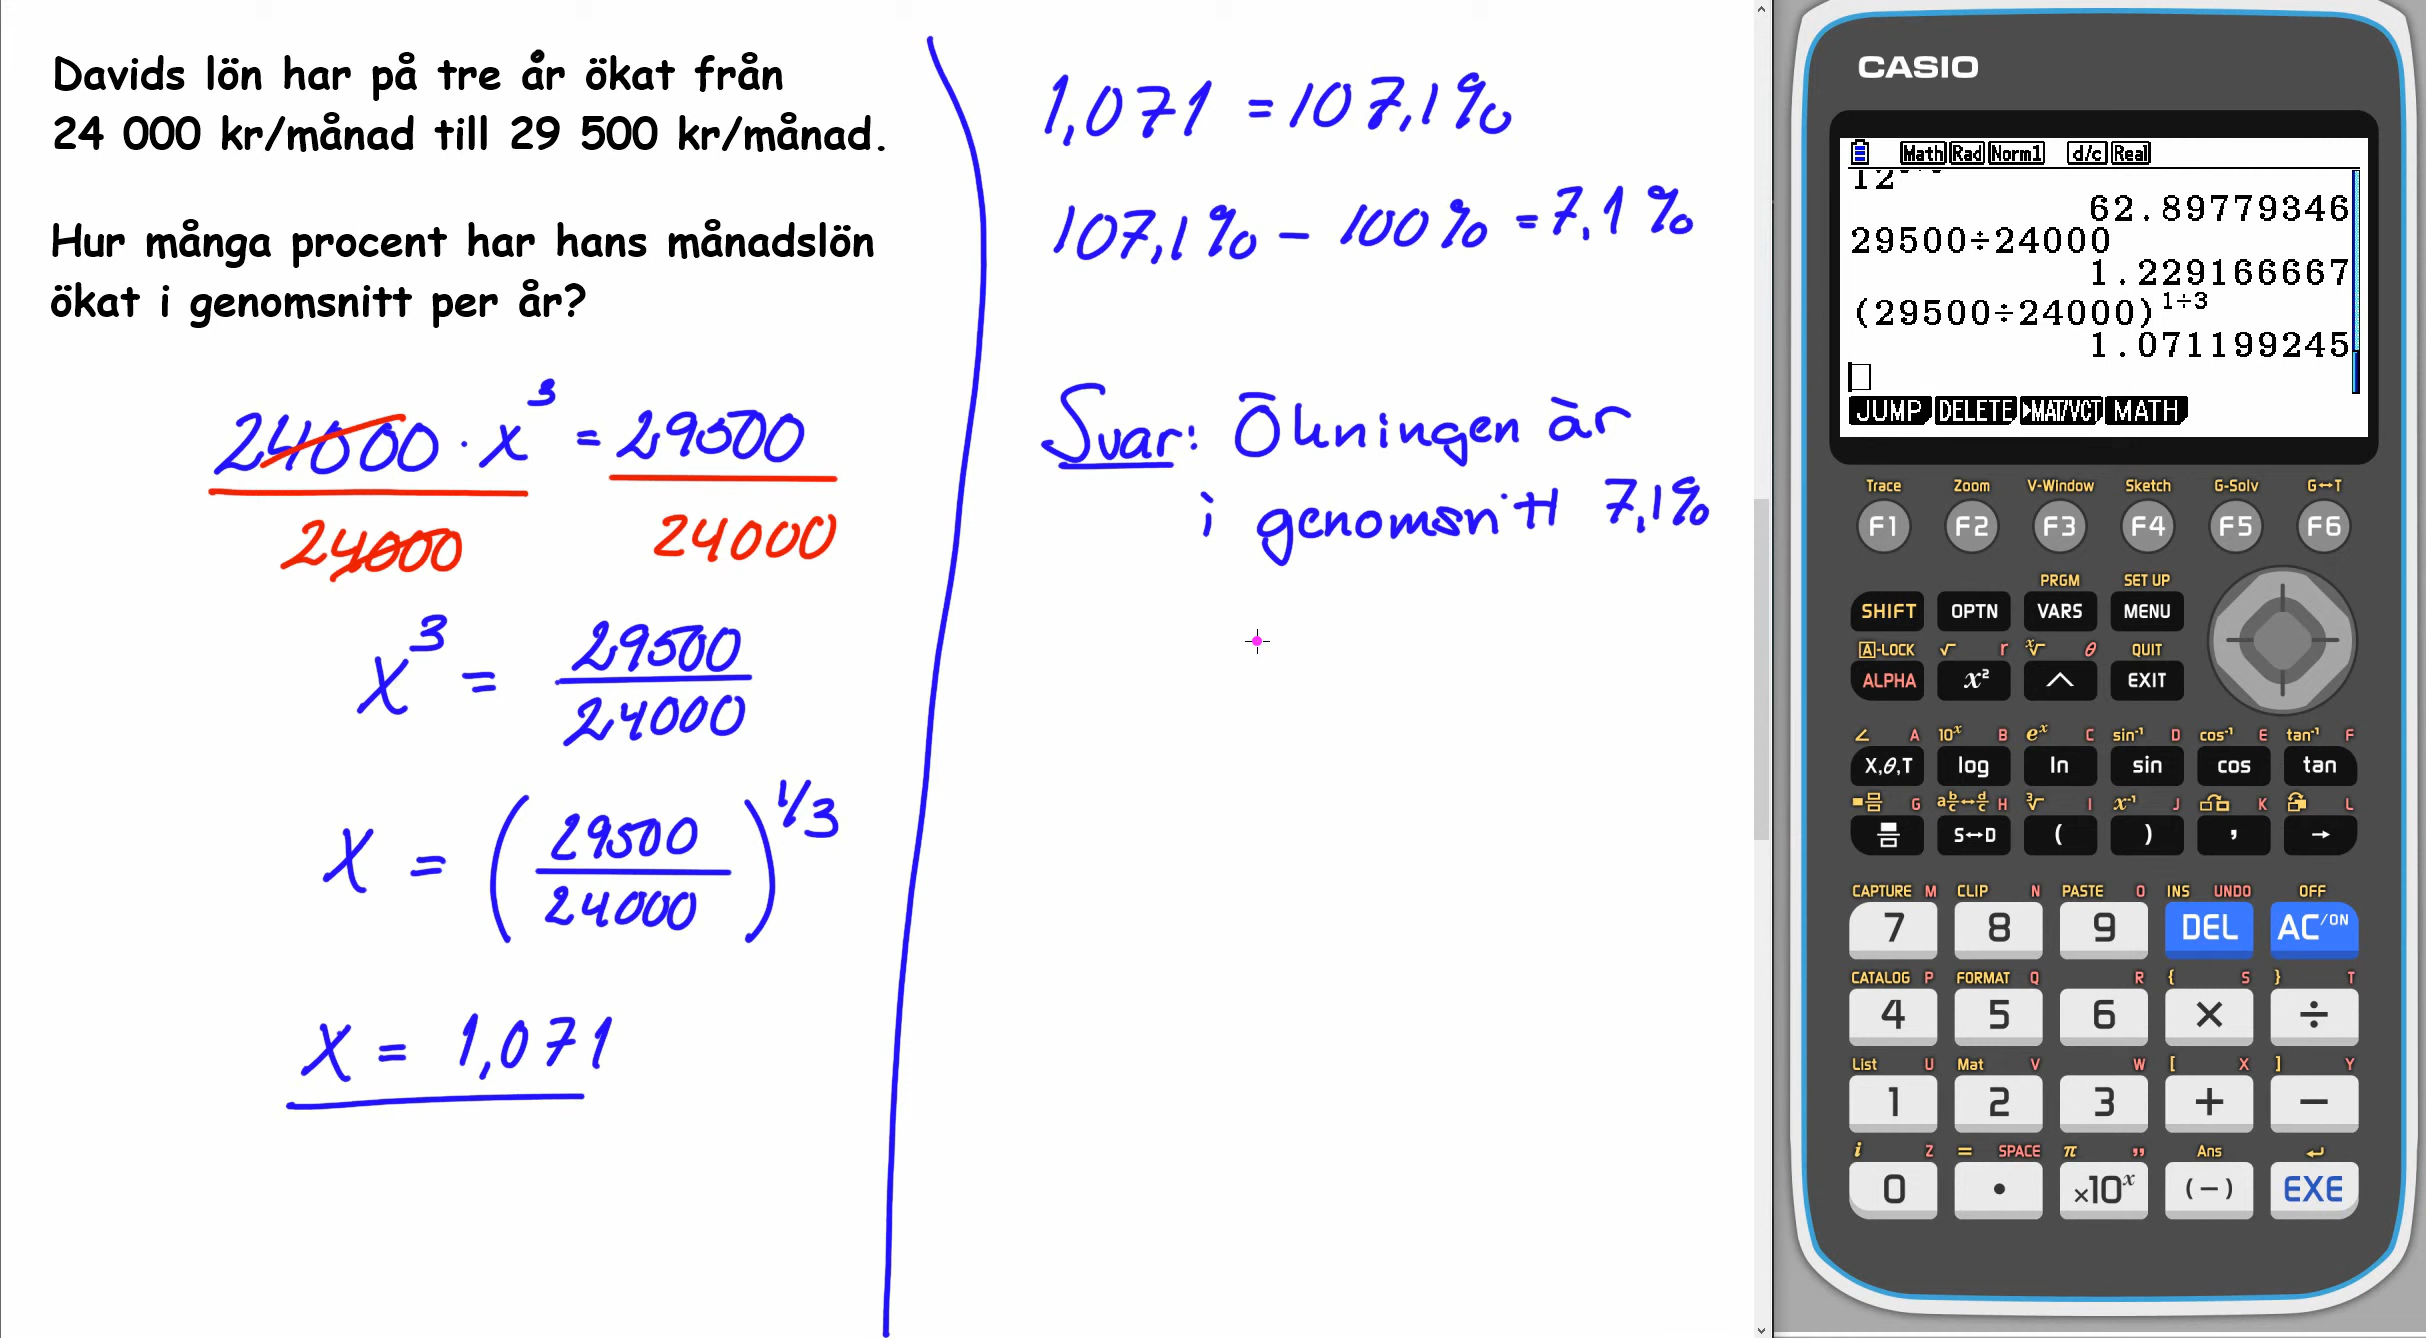 Davids lön har på tre år ökat från
24 000 kr/månad till 29 500 kr/månad.
Hur många procent har hans månadslön
ökat i genomsnitt per år?
24000 · x³ = 29500
24000 24000
x³ = 29500
24000
x = (29500)^1/3
24000
x = 1,071
1,071 = 107,1%
107,1% - 100% = 7,1%
Svar: Ökningen är
i genomsnitt 7,1%
CASIO
Math Rad Norm1 d/c Real
62.89779346
29500÷24000
1.229166667
(29500÷24000)^1÷3
1.071199245
JUMP DELETE ►MAT/VCT MATH
Trace Zoom V-Window Sketch G-Solv G↔T
F1 F2 F3 F4 F5 F6
PRGM SET UP
SHIFT OPTN VARS MENU
A-LOCK √ r ˣ√ θ QUIT
ALPHA x² ^ EXIT
∠ A 10ˣ B eˣ C sin⁻¹ D cos⁻¹ E tan⁻¹ F
X,θ,T log ln sin cos tan
G a b/c↔d/c H ³√ I x⁻¹ J K L
S↔D ( ) , →
CAPTURE M CLIP N PASTE O INS UNDO OFF
7 8 9 DEL AC/ON
CATALOG P FORMAT Q R { S } T
4 5 6 × ÷
List U Mat V W [ X ] Y
1 2 3 + −
i Z = SPACE π " Ans ↵
0 • ×10ˣ (−) EXE